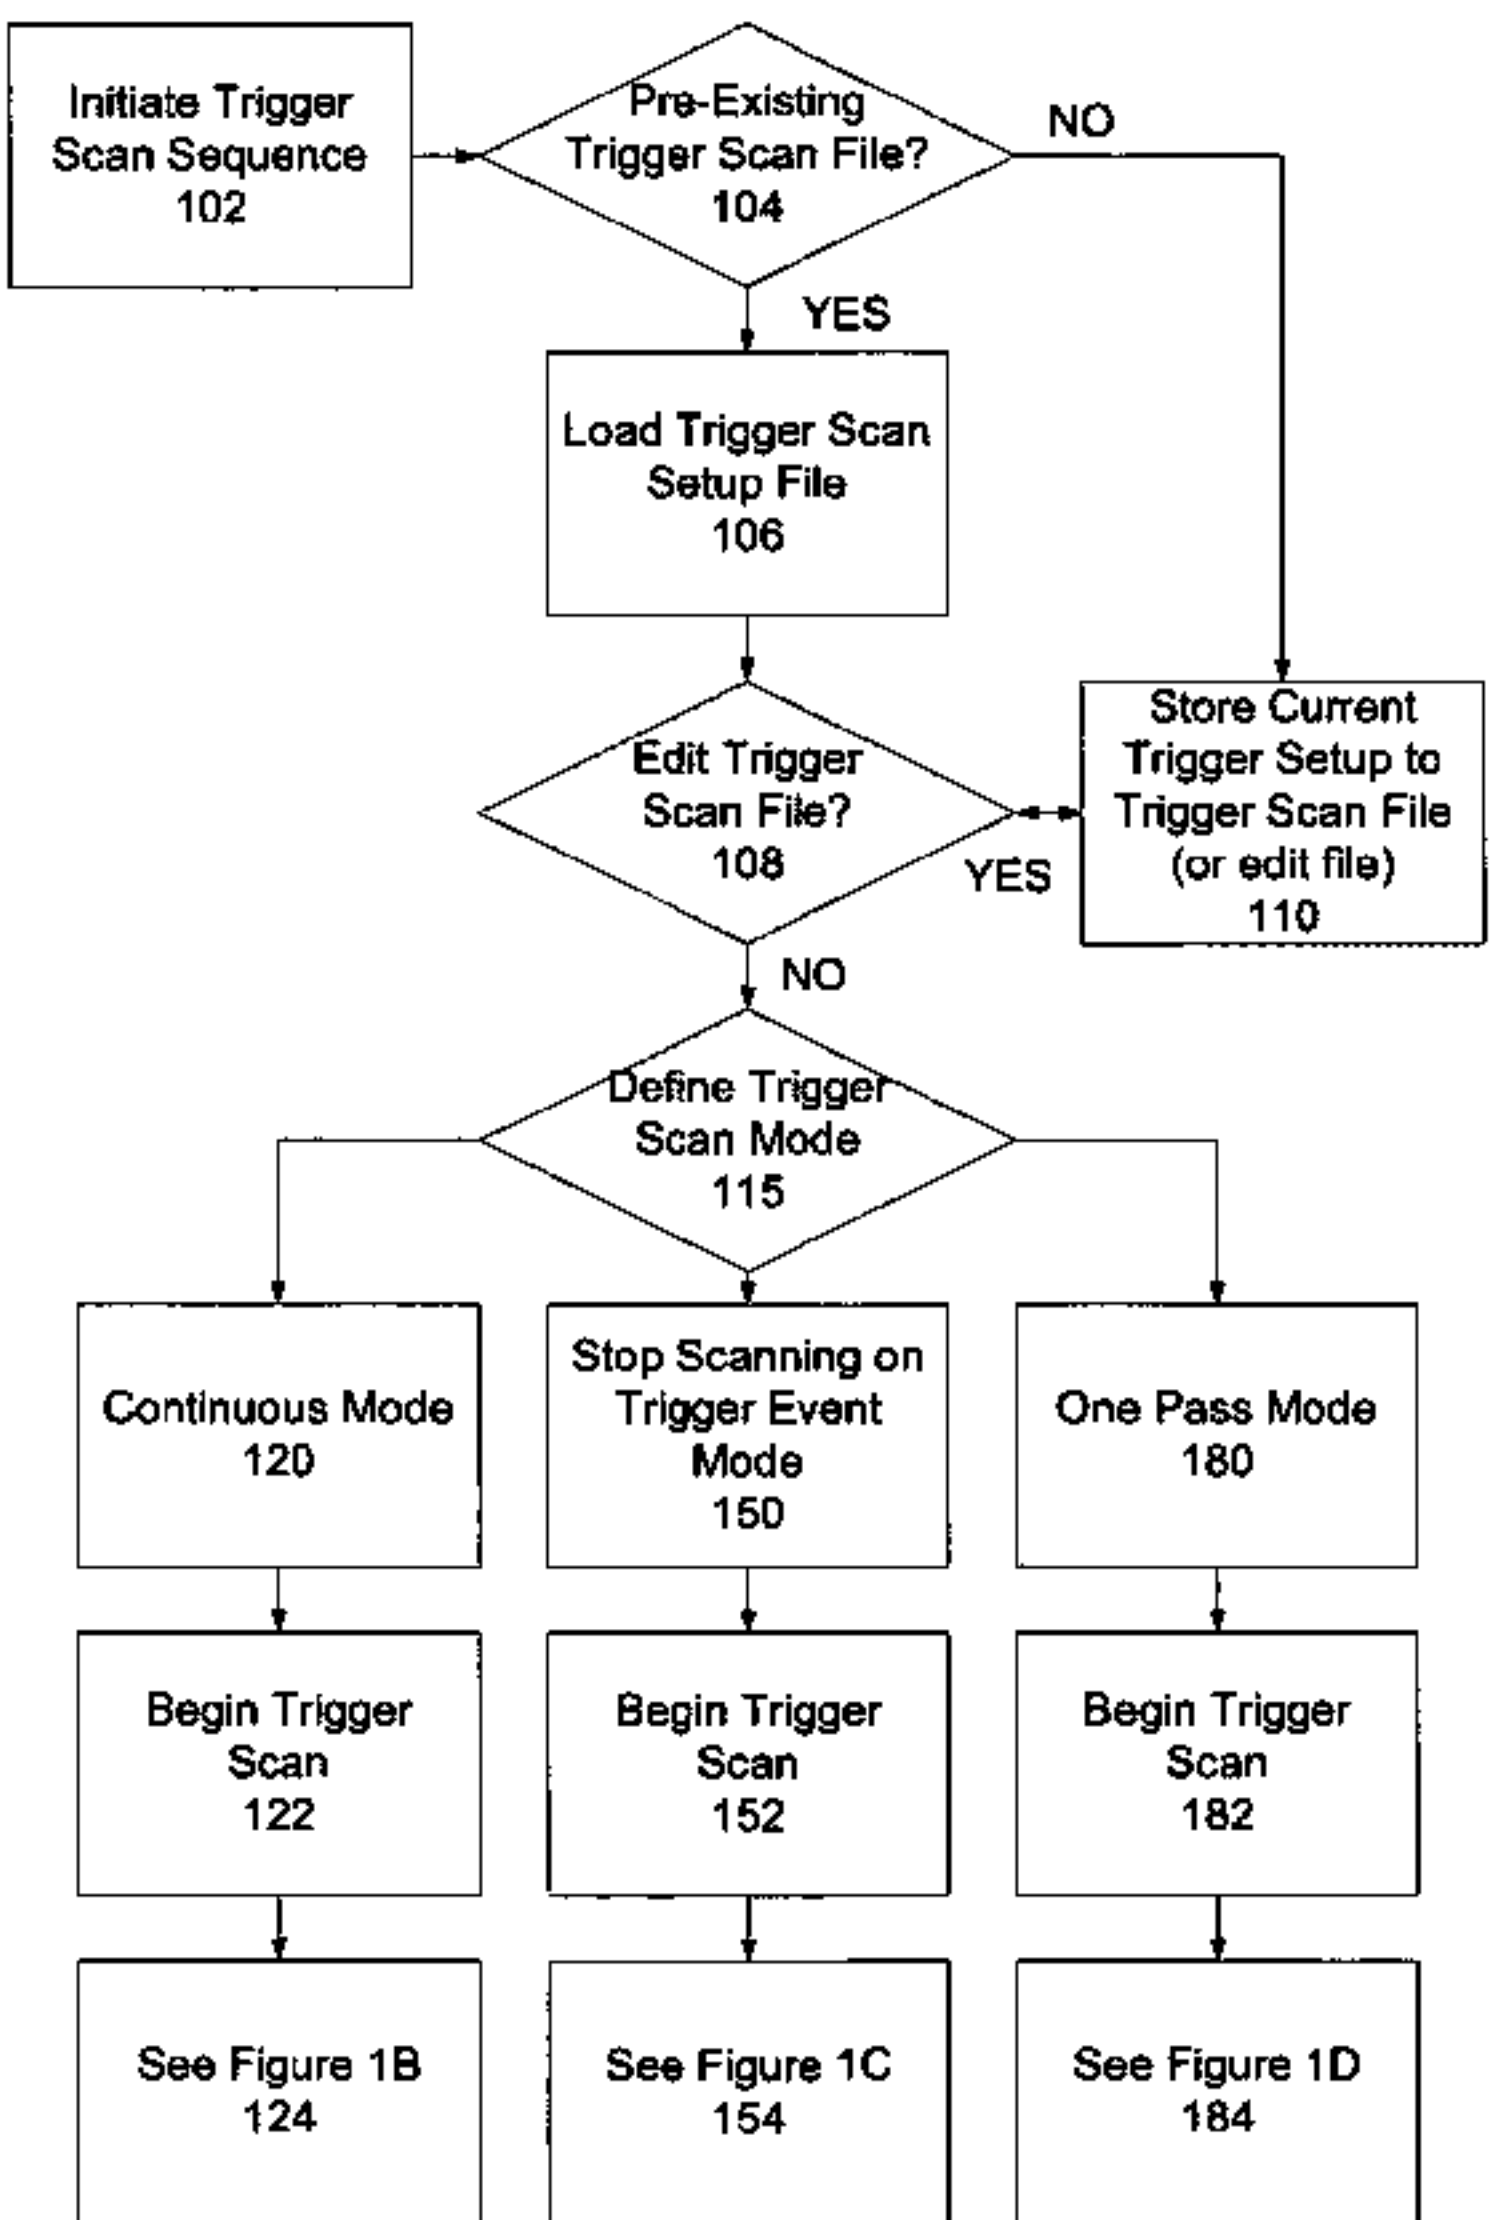 Initiate Trigger
Scan Sequence
102
Pre-Existing
Trigger Scan File?
104
NO
YES
Load Trigger Scan
Setup File
106
Edit Trigger
Scan File?
108
YES
Store Current
Trigger Setup to
Trigger Scan File
(or edit file)
110
NO
Define Trigger
Scan Mode
115
Continuous Mode
120
Stop Scanning on
Trigger Event
Mode
150
One Pass Mode
180
Begin Trigger
Scan
122
Begin Trigger
Scan
152
Begin Trigger
Scan
182
See Figure 1B
124
See Figure 1C
154
See Figure 1D
184